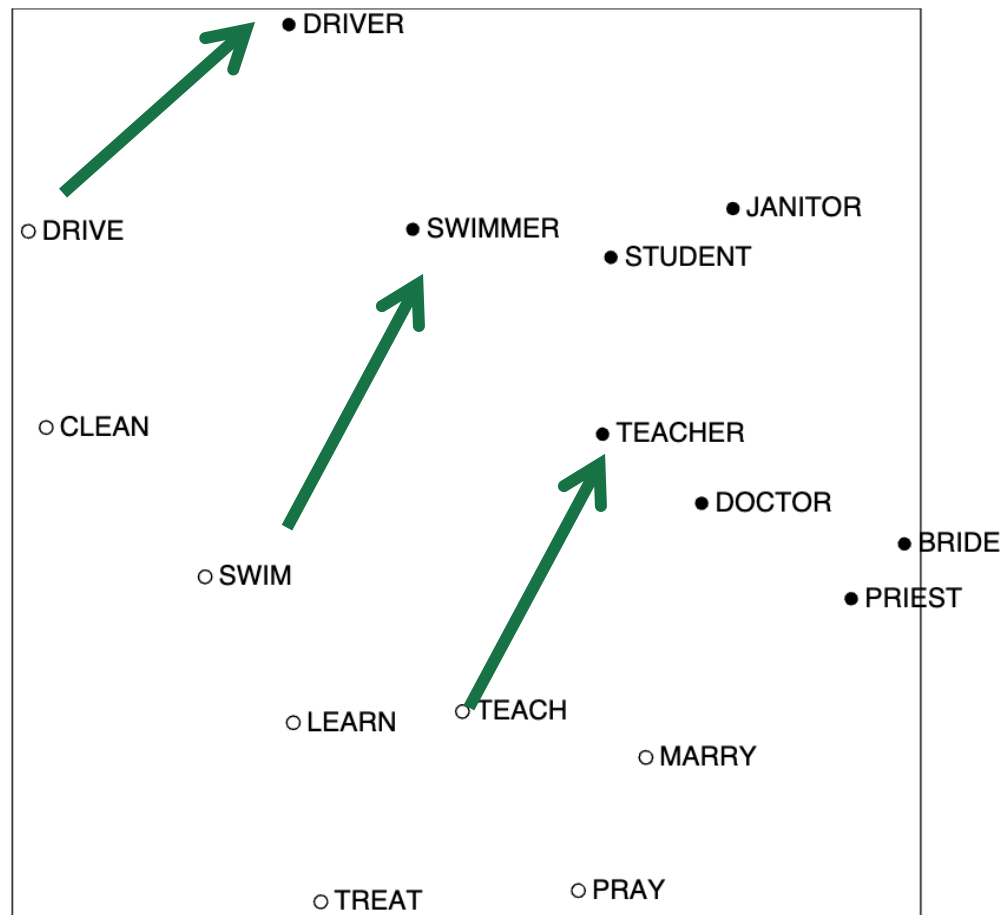 DRIVER
JANITOR
DRIVE
SWIMMER
STUDENT
CLEAN
TEACHER
DOCTOR
BRIDE
SWIM
PRIEST
LEARN
TEACH
MARRY
TREAT
PRAY